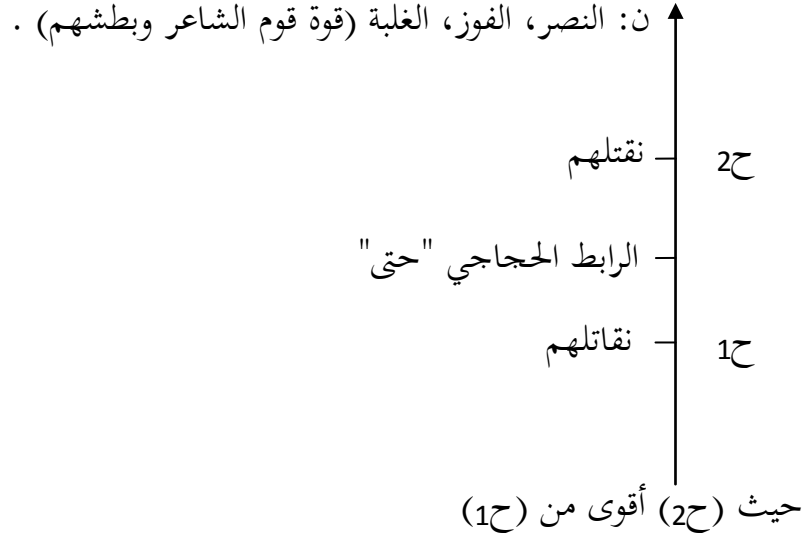 ن: النصر، الفوز، الغلبة (قوة قوم الشاعر وبطشهم) .
ح2 نقتلهم
الرابط الحجاجي "حتى"
ح1 نقاتلهم
حيث (ح2) أقوى من (ح1)